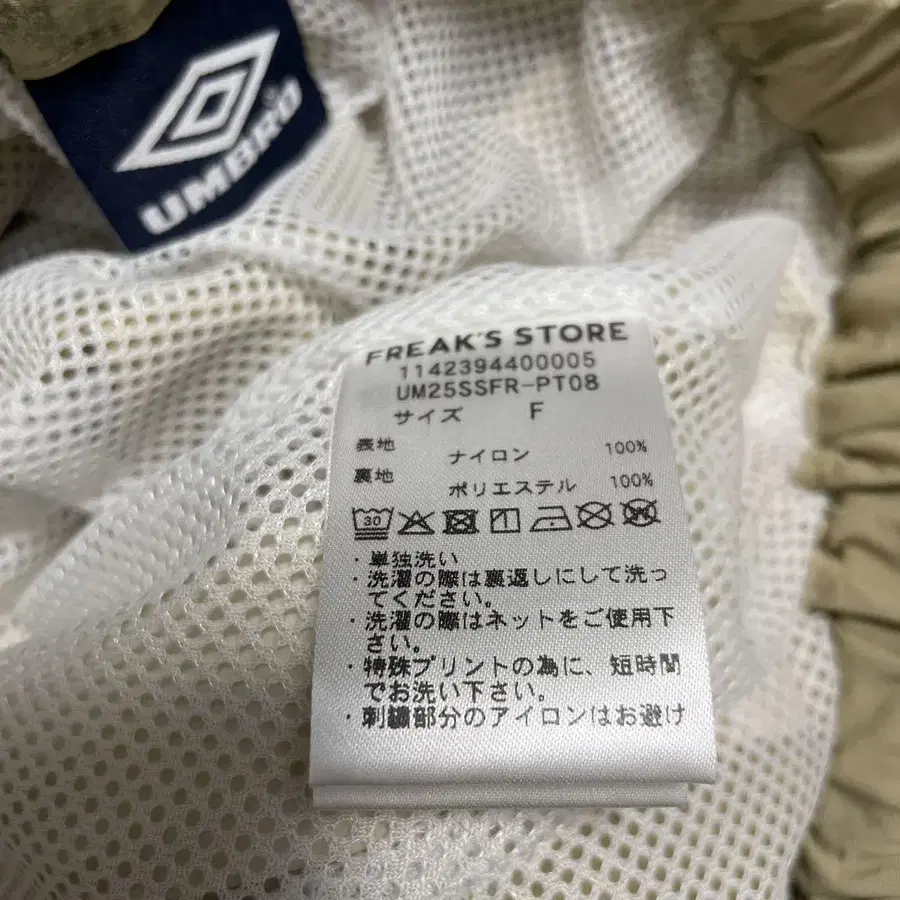 UMBRO
FREAK'S STORE
1142394400005
UM25SSFR-PT08
サイズ F
表地 ナイロン 100%
裏地 ポリエステル 100%
30
・単独洗い
・洗濯の際は裏返しにして洗っ
てください。
・洗濯の際はネットをご使用下
さい。
・特殊プリントの為に、短時間
でお洗い下さい。
・刺繍部分のアイロンはお避け